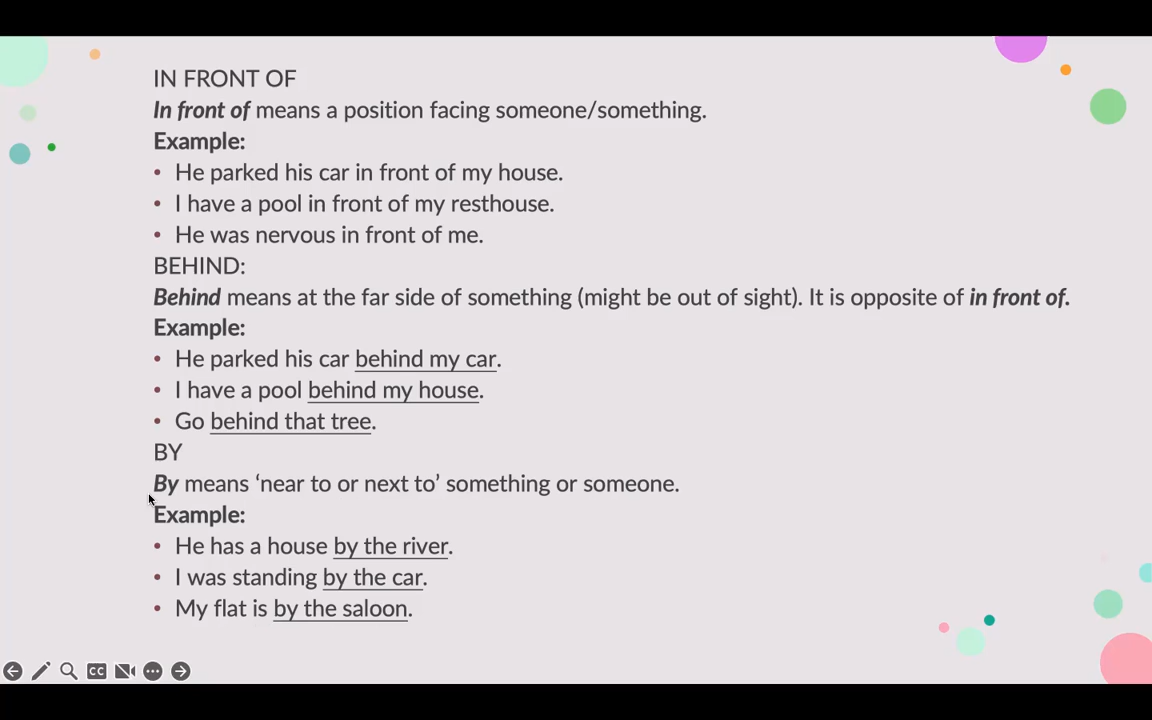 IN FRONT OF
In front of means a position facing someone/something.
Example:
• He parked his car in front of my house.
• I have a pool in front of my resthouse.
• He was nervous in front of me.
BEHIND:
Behind means at the far side of something (might be out of sight). It is opposite of in front of.
Example:
• He parked his car behind my car.
• I have a pool behind my house.
• Go behind that tree.
BY
By means ‘near to or next to’ something or someone.
Example:
• He has a house by the river.
• I was standing by the car.
• My flat is by the saloon.
CC